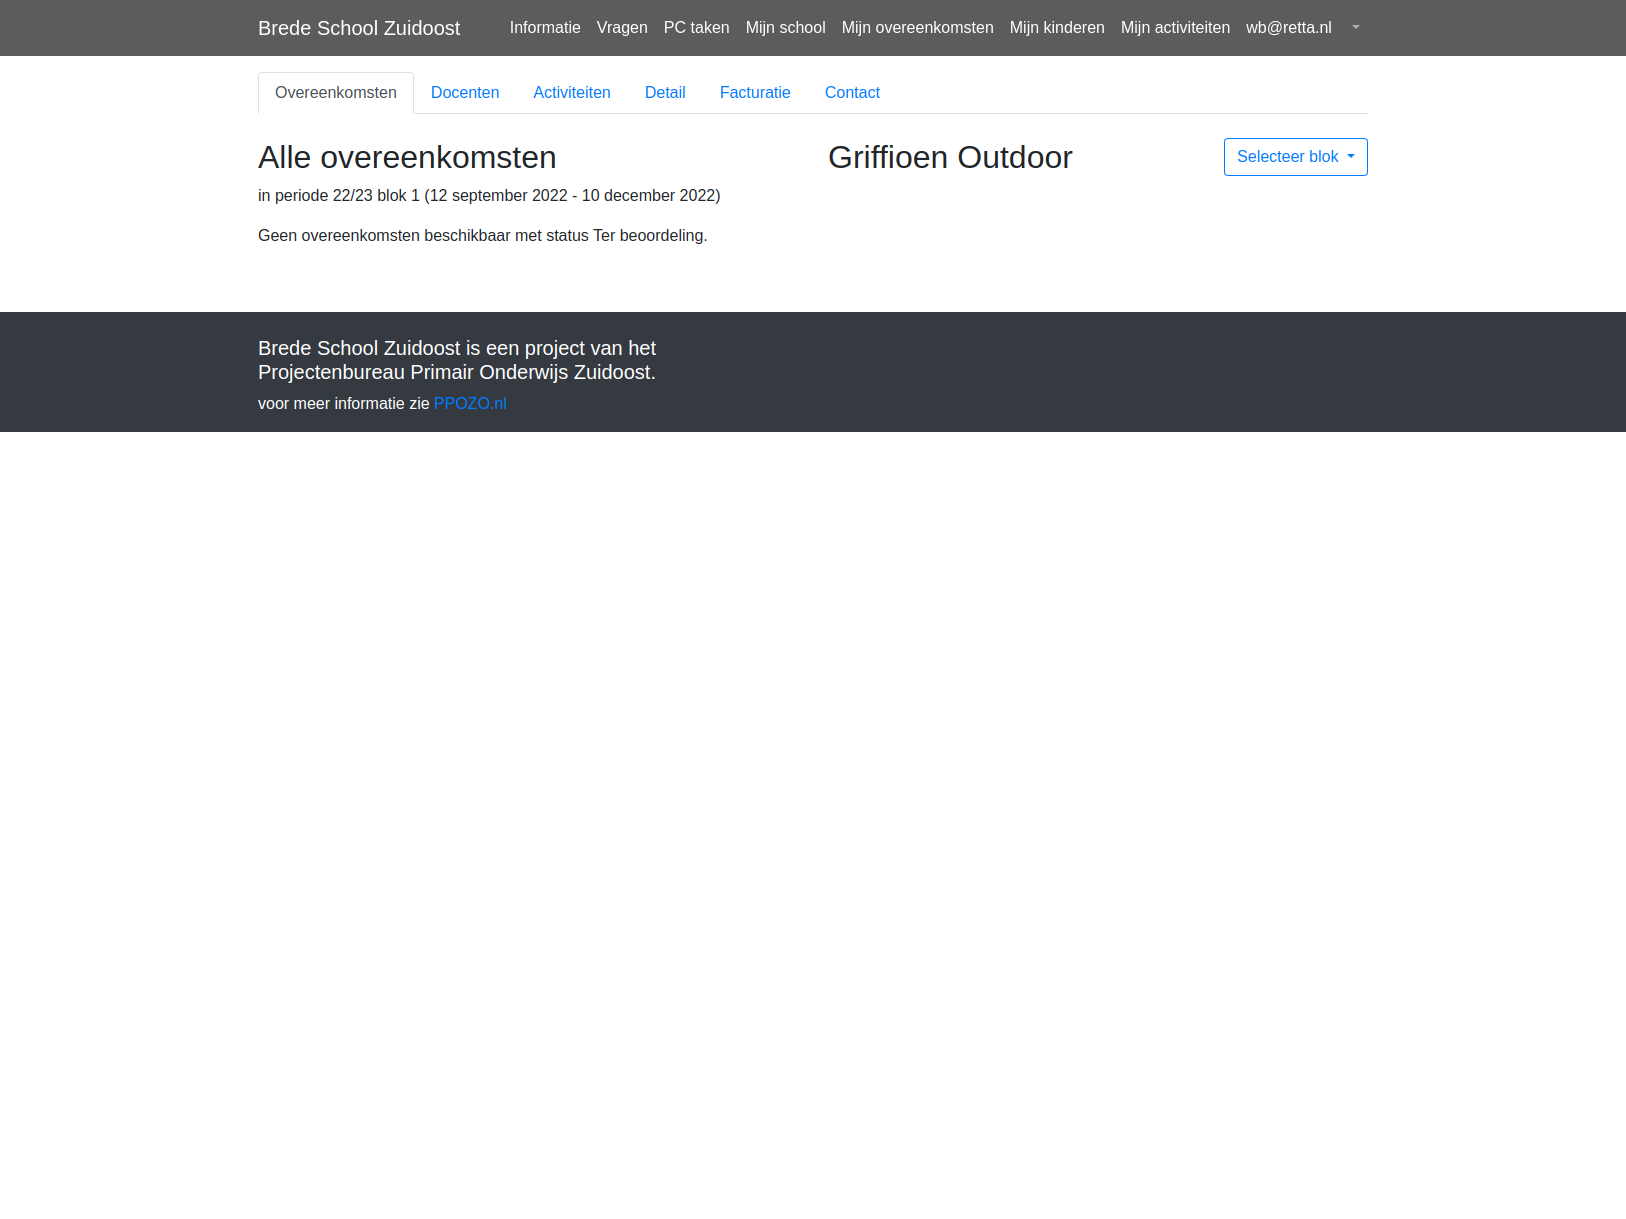 Brede School Zuidoost
Informatie Vragen PC taken Mijn school Mijn overeenkomsten Mijn kinderen Mijn activiteiten wb@retta.nl
Overeenkomsten Docenten Activiteiten Detail Facturatie Contact
Alle overeenkomsten
Griffioen Outdoor
Selecteer blok
in periode 22/23 blok 1 (12 september 2022 - 10 december 2022)
Geen overeenkomsten beschikbaar met status Ter beoordeling.
Brede School Zuidoost is een project van het
Projectenbureau Primair Onderwijs Zuidoost.
voor meer informatie zie PPOZO.nl